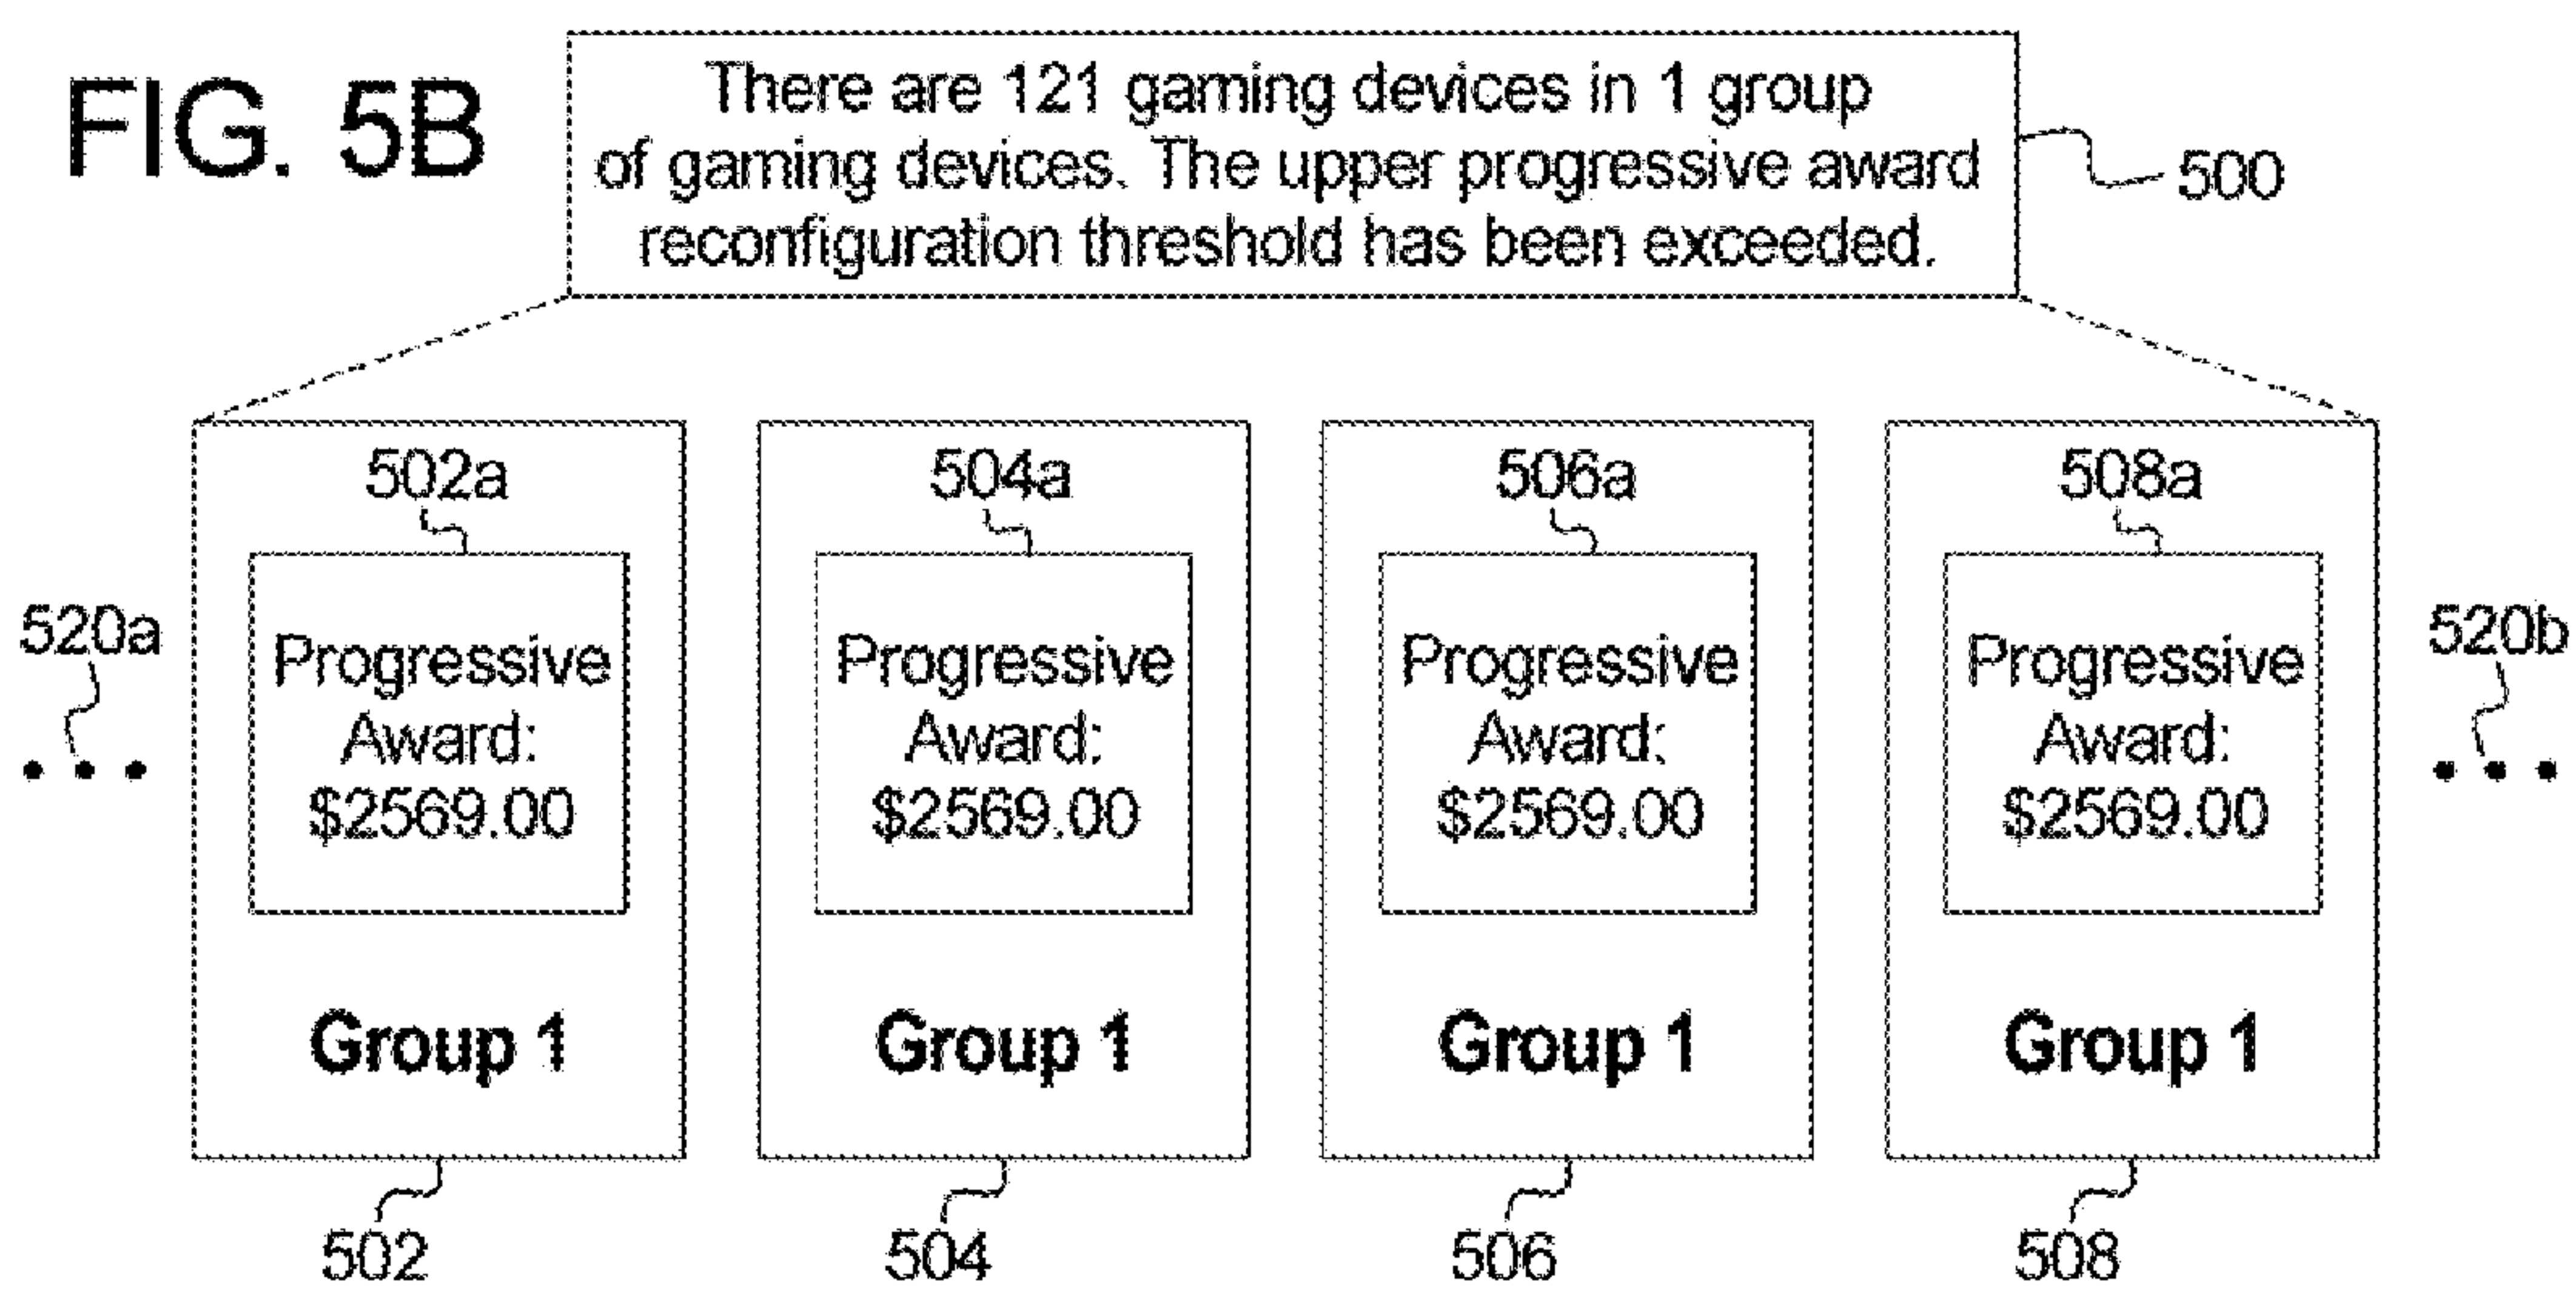 FIG. 5B
There are 121 gaming devices in 1 group
of gaming devices. The upper progressive award
reconfiguration threshold has been exceeded.
500
502a
504a
506a
508a
520a
520b
Progressive
Award:
$2569.00
Progressive
Award:
$2569.00
Progressive
Award:
$2569.00
Progressive
Award:
$2569.00
Group 1
Group 1
Group 1
Group 1
502
504
506
508